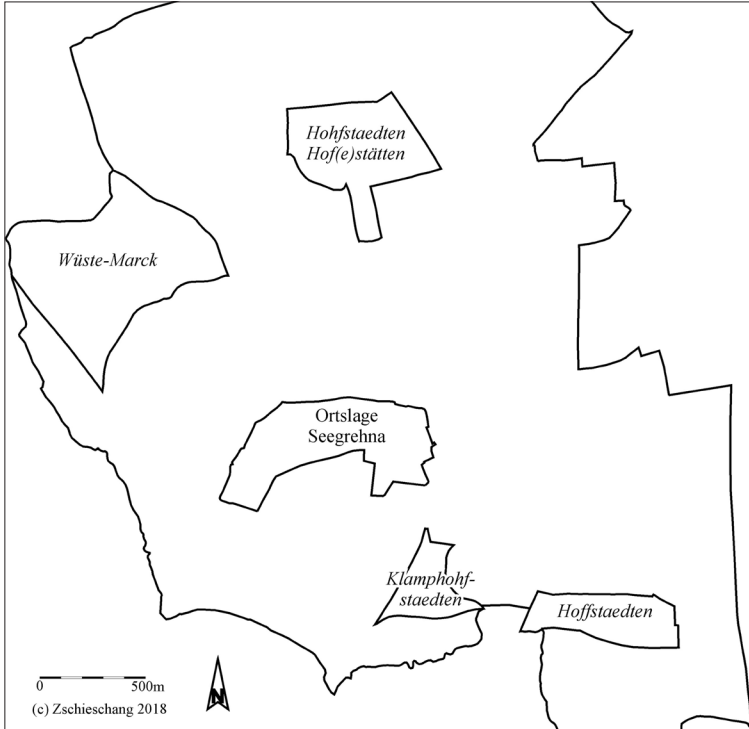 Hohfstaedten
Hof(e)stätten
Wüste-Marck
Ortslage
Seegrehna
Klamphohf-
staedten
Hoffstaedten
0 500m
N
(c) Zschieschang 2018